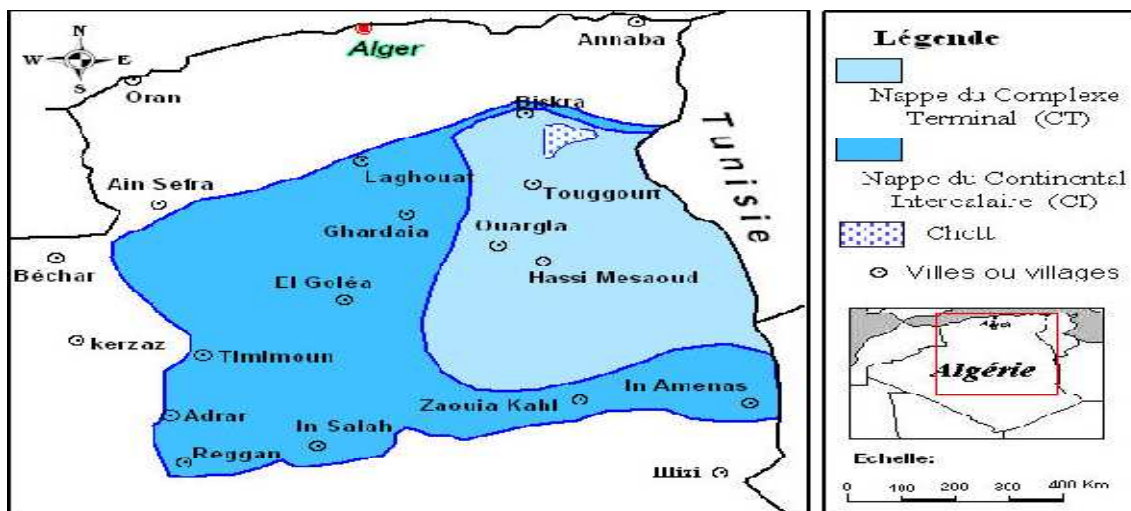 N
W E
S
Alger
Annaba
Oran
Biskra
Tunisie
Laghouat
Touggourt
Ain Sefra
Ghardaia
Ouargla
Béchar
Hassi Mesaoud
El Goléa
kerzaz
Timimoun
In Amenas
Zaouia Kahl
Adrar
In Salah
Reggan
Illizi
Légende
Nappe du Complexe
Terminal (CT)
Nappe du Continental
Intercalaire (CI)
Chott
Villes ou villages
Algérie
Echelle:
0 100 200 300 400 Km